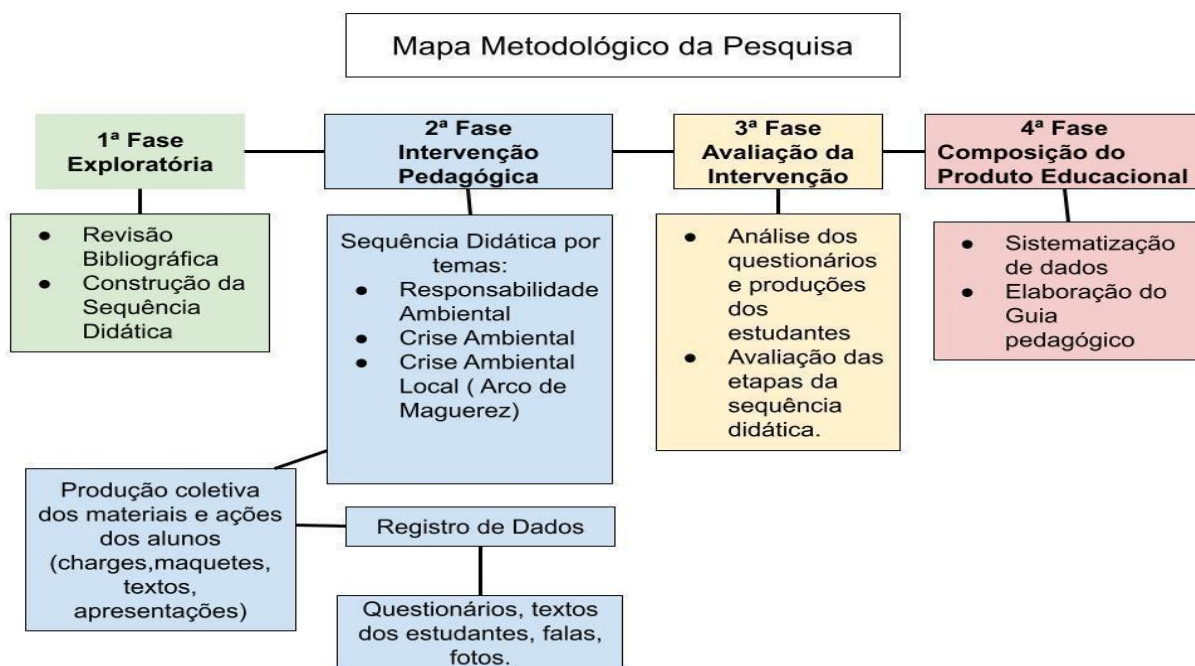 Mapa Metodológico da Pesquisa
1ª Fase
Exploratória
● Revisão
Bibliográfica
● Construção da
Sequência
Didática
2ª Fase
Intervenção
Pedagógica
Sequência Didática por
temas:
● Responsabilidade
Ambiental
● Crise Ambiental
● Crise Ambiental
Local ( Arco de
Maguerez)
Produção coletiva
dos materiais e ações
dos alunos
(charges,maquetes,
textos,
apresentações)
Registro de Dados
Questionários, textos
dos estudantes, falas,
fotos.
3ª Fase
Avaliação da
Intervenção
● Análise dos
questionários
e produções
dos
estudantes
● Avaliação das
etapas da
sequência
didática.
4ª Fase
Composição do
Produto Educacional
● Sistematização
de dados
● Elaboração do
Guia
pedagógico